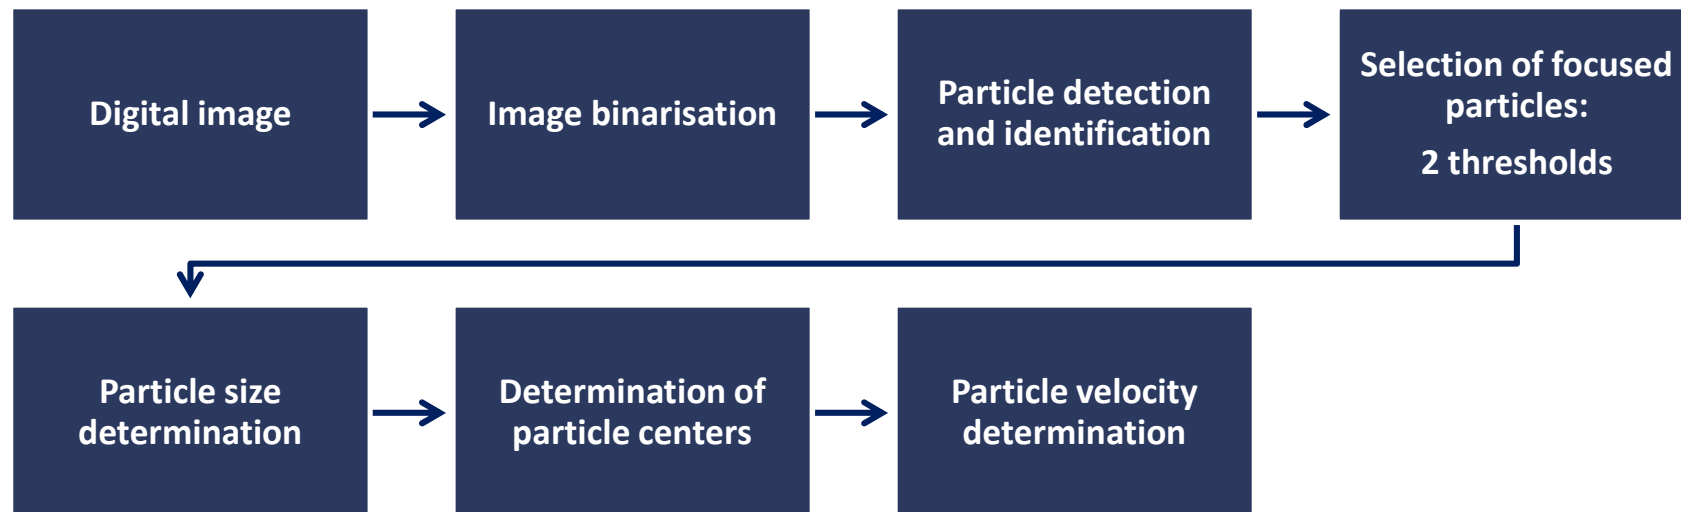 Digital image
Image binarisation
Particle detection
and identification
Selection of focused
particles:
2 thresholds
Particle size
determination
Determination of
particle centers
Particle velocity
determination